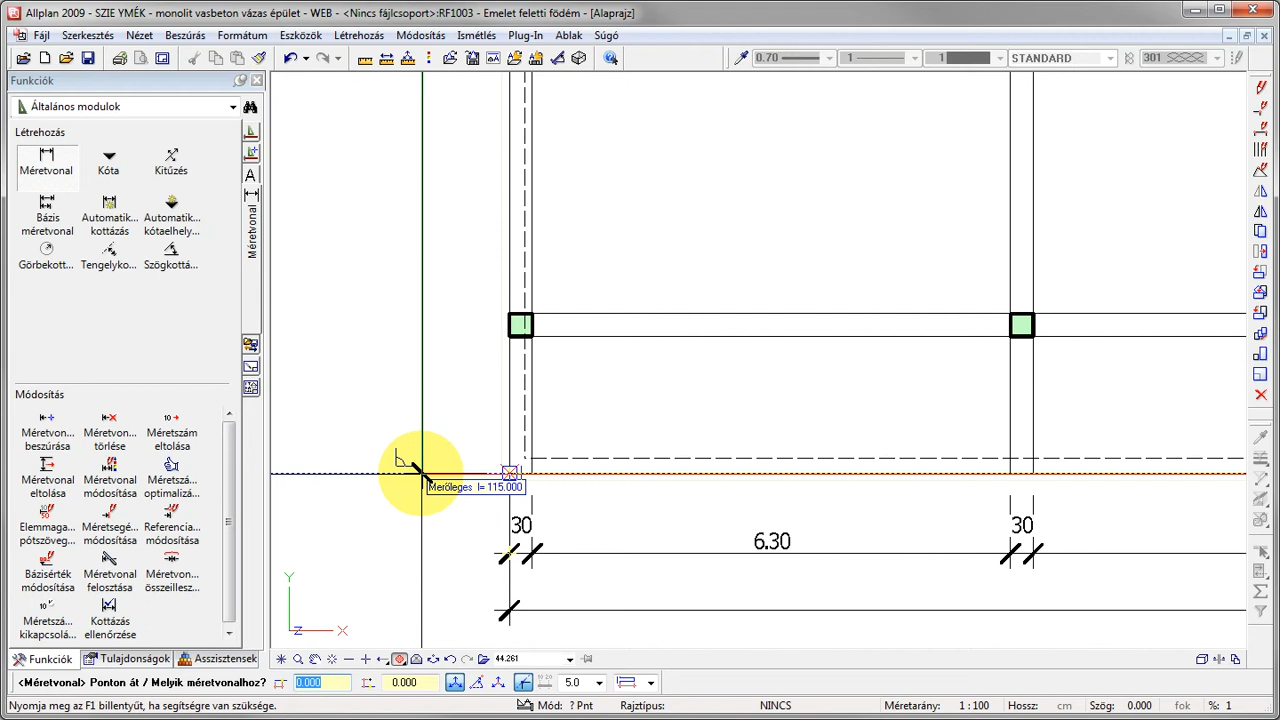 Allplan 2009 - SZIE YMÉK - monolit vasbeton vázas épület - WEB - <Nincs fájlcsoport>:RF1003 - Emelet feletti födém - [Alaprajz]
Fájl Szerkesztés Nézet Beszúrás Formátum Eszközök Létrehozás Módosítás Ismétlés Plug-In Ablak Súgó
0.70 1 1 STANDARD 301
Funkciók
Általános modulok
Létrehozás
Méretvonal Kóta Kitűzés
Bázis méretvonal Automatik... kottázás Automatik... kótaelhely...
Görbekott... Tengelyko... Szögkottá...
A
Méretvonal
Módosítás
Méretvon... beszúrása Méretvon... törlése Méretszám eltolása
Méretvonal eltolása Méretvonal módosítása Méretszám... optimalizá...
Elemmaga... pótszöveg... Méretsegé... módosítása Referencia... módosítása
Bázisérték módosítása Méretvonal felosztása Méretvon... összeillesz...
Méretszá... kikapcsolá... Kottázás ellenőrzése
Merőleges l= 115.000
30 6.30 30
Y
Z X
Funkciók Tulajdonságok Asszisztensek
44.261
<Méretvonal> Ponton át / Melyik méretvonalhoz? 0.000 0.000 5.0
Nyomja meg az F1 billentyűt, ha segítségre van szüksége. Mód: ? Pnt Rajztípus: NINCS Méretarány: 1 : 100 Hossz: cm Szög: 0.000 fok %: 1